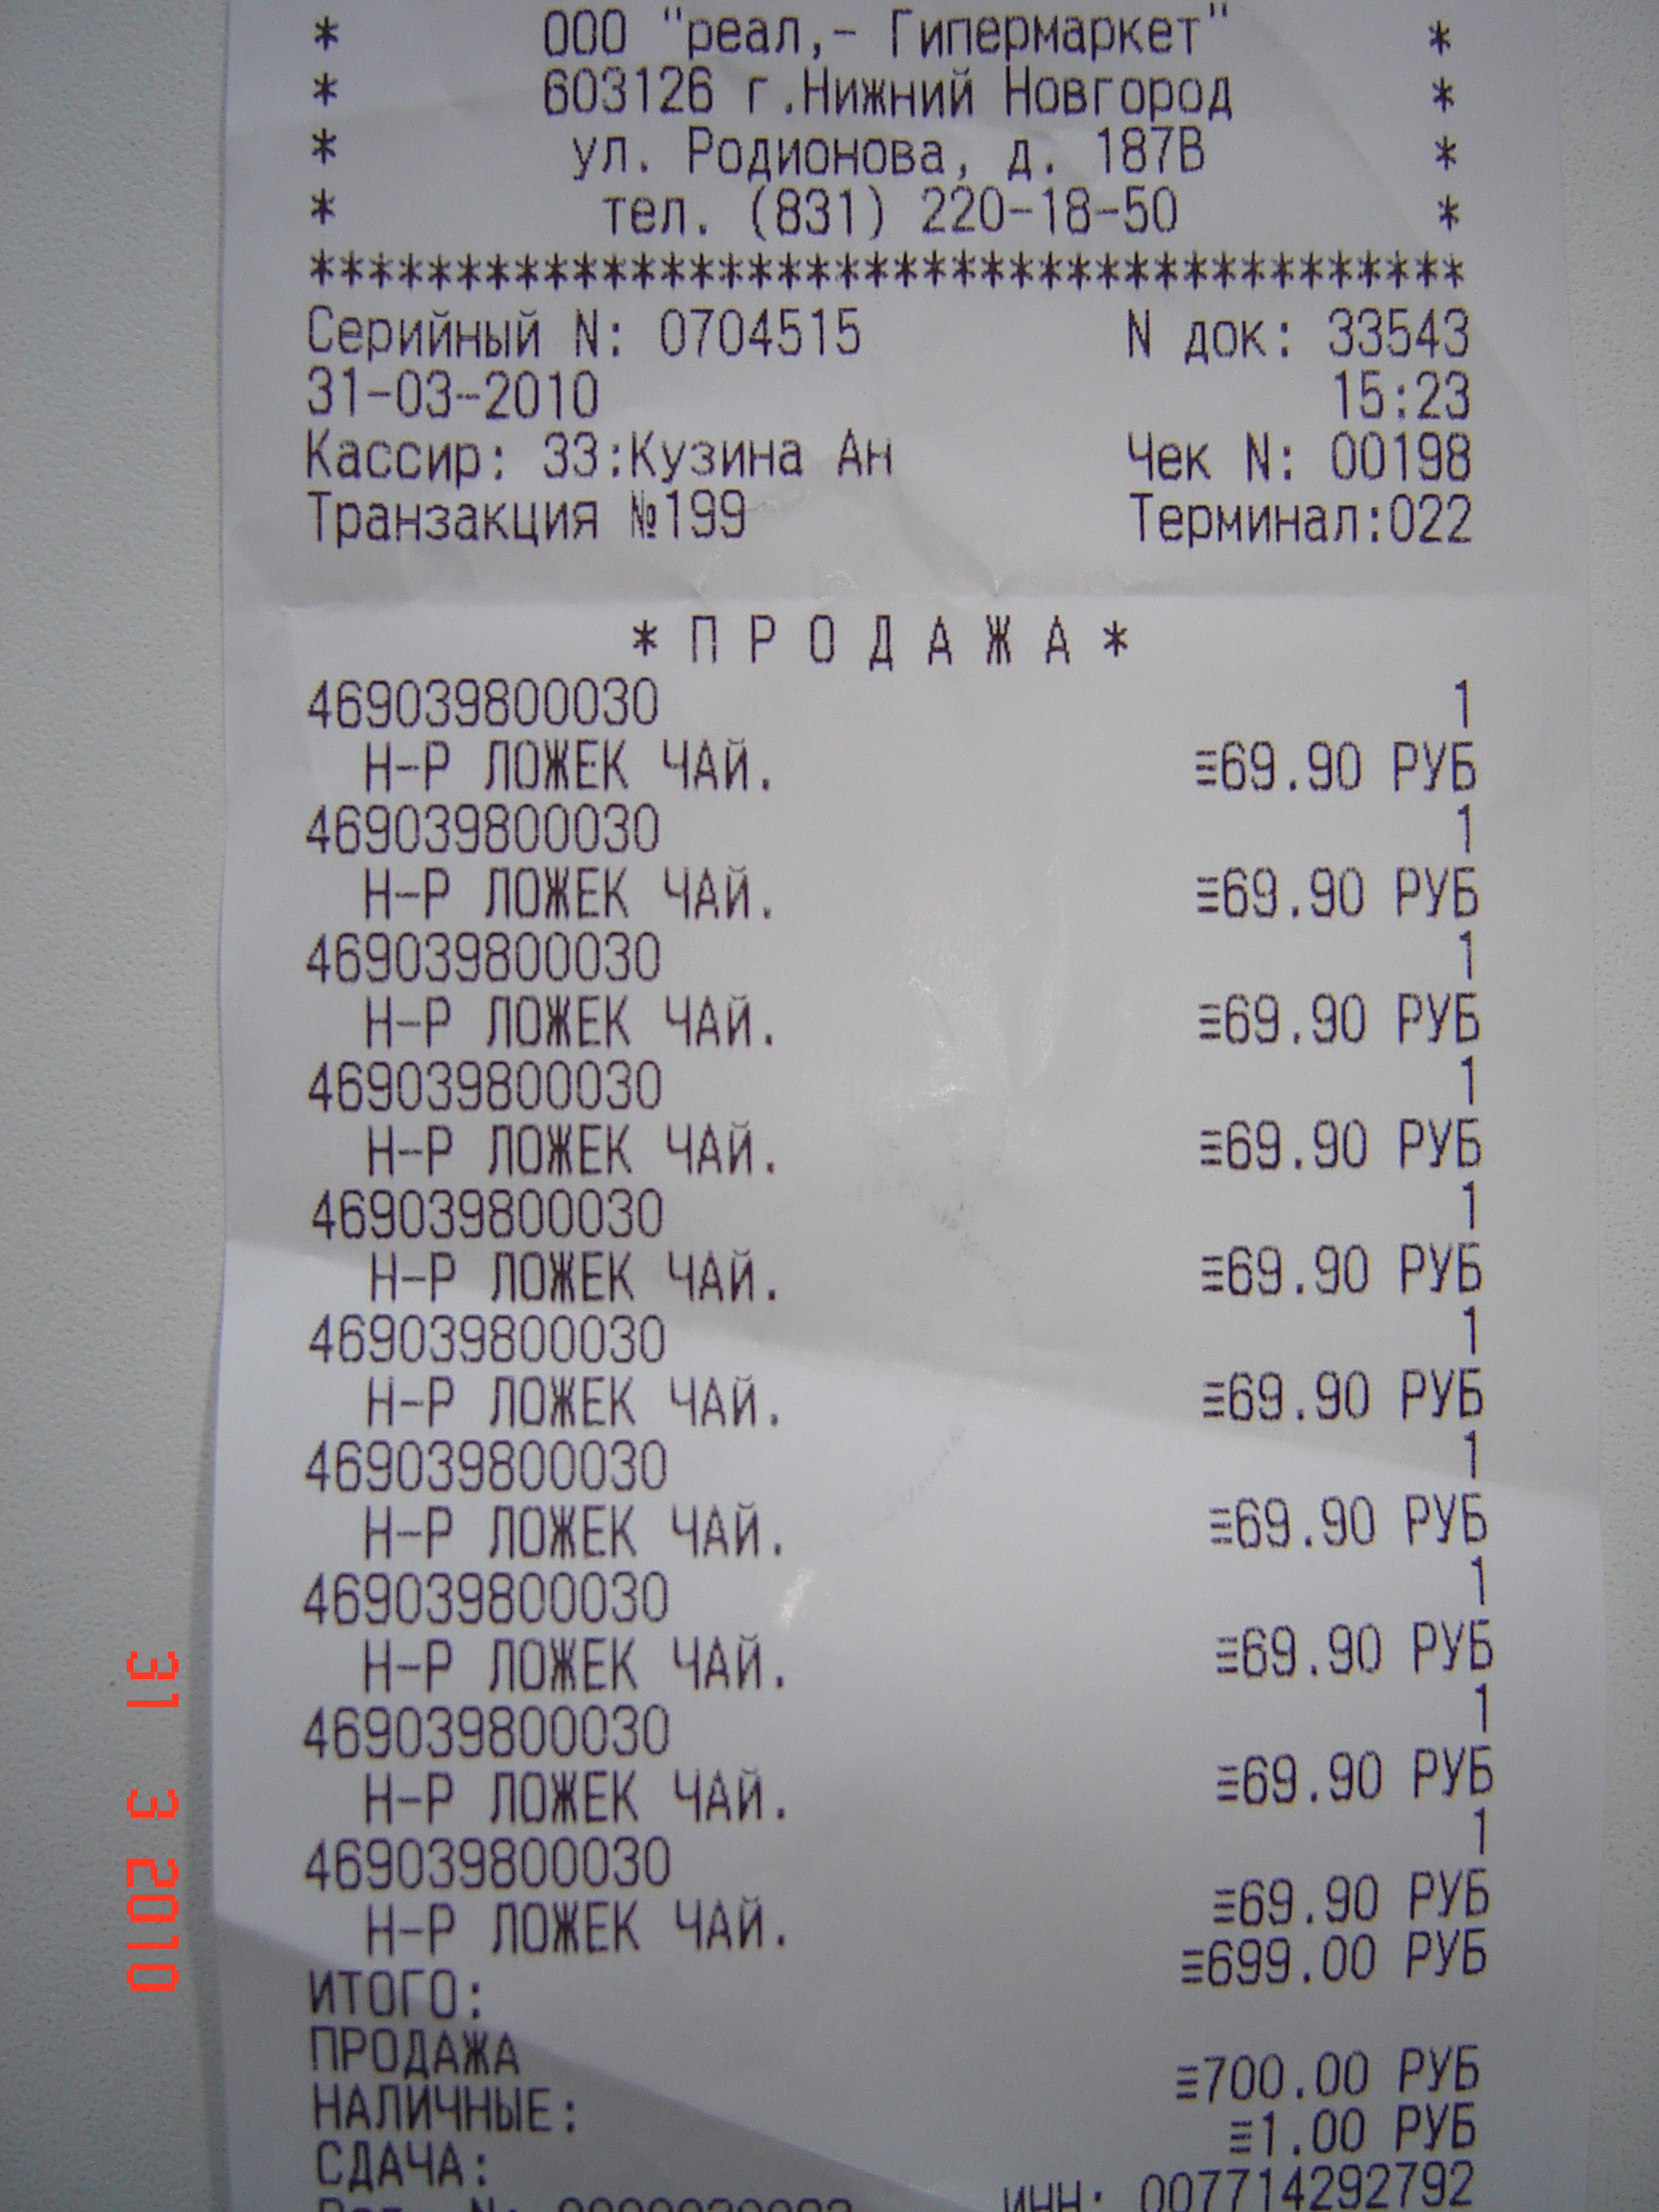 * ООО "реал,- Гипермаркет" *
* 603126 г.Нижний Новгород *
* ул. Родионова, д. 187В *
* тел. (831) 220-18-50 *
****************************************
Серийный N: 0704515 N док: 33543
31-03-2010 15:23
Кассир: 33:Кузина Ан Чек N: 00198
Транзакция №199 Терминал:022
* П Р О Д А Ж А *
469039800030 1
Н-Р ЛОЖЕК ЧАЙ. ≡69.90 РУБ
469039800030 1
Н-Р ЛОЖЕК ЧАЙ. ≡69.90 РУБ
469039800030 1
Н-Р ЛОЖЕК ЧАЙ. ≡69.90 РУБ
469039800030 1
Н-Р ЛОЖЕК ЧАЙ. ≡69.90 РУБ
469039800030 1
Н-Р ЛОЖЕК ЧАЙ. ≡69.90 РУБ
469039800030 1
Н-Р ЛОЖЕК ЧАЙ. ≡69.90 РУБ
469039800030 1
Н-Р ЛОЖЕК ЧАЙ. ≡69.90 РУБ
469039800030 1
Н-Р ЛОЖЕК ЧАЙ. ≡69.90 РУБ
469039800030 1
Н-Р ЛОЖЕК ЧАЙ. ≡69.90 РУБ
469039800030 1
Н-Р ЛОЖЕК ЧАЙ. ≡69.90 РУБ
ИТОГО: ≡699.00 РУБ
ПРОДАЖА
НАЛИЧНЫЕ: ≡700.00 РУБ
СДАЧА: ≡1.00 РУБ
ИНН: 007714292792
31 3 2010